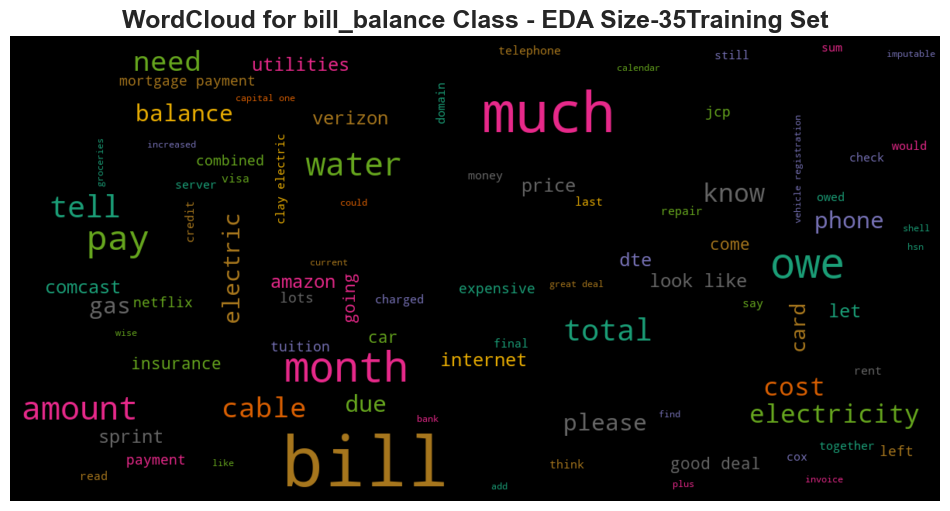 WordCloud for bill_balance Class - EDA Size-35Training Set
need
utilities
telephone
still
sum
imputable
mortgage payment
calendar
capital one
balance
verizon
domain
much
jcp
increased
groceries
combined
water
clay electric
vehicle registration
would
check
server
visa
money
price
know
owed
tell
credit
could
last
repair
phone
shell
pay
electric
come
hsn
current
dte
owe
comcast
amazon
going
expensive
great deal
look like
gas
netflix
lots
charged
say
let
card
wise
car
final
total
tuition
insurance
month
internet
rent
amount
cable
due
bank
cost
please
find
electricity
sprint
bill
together
left
payment
like
think
good deal
cox
read
add
plus
invoice